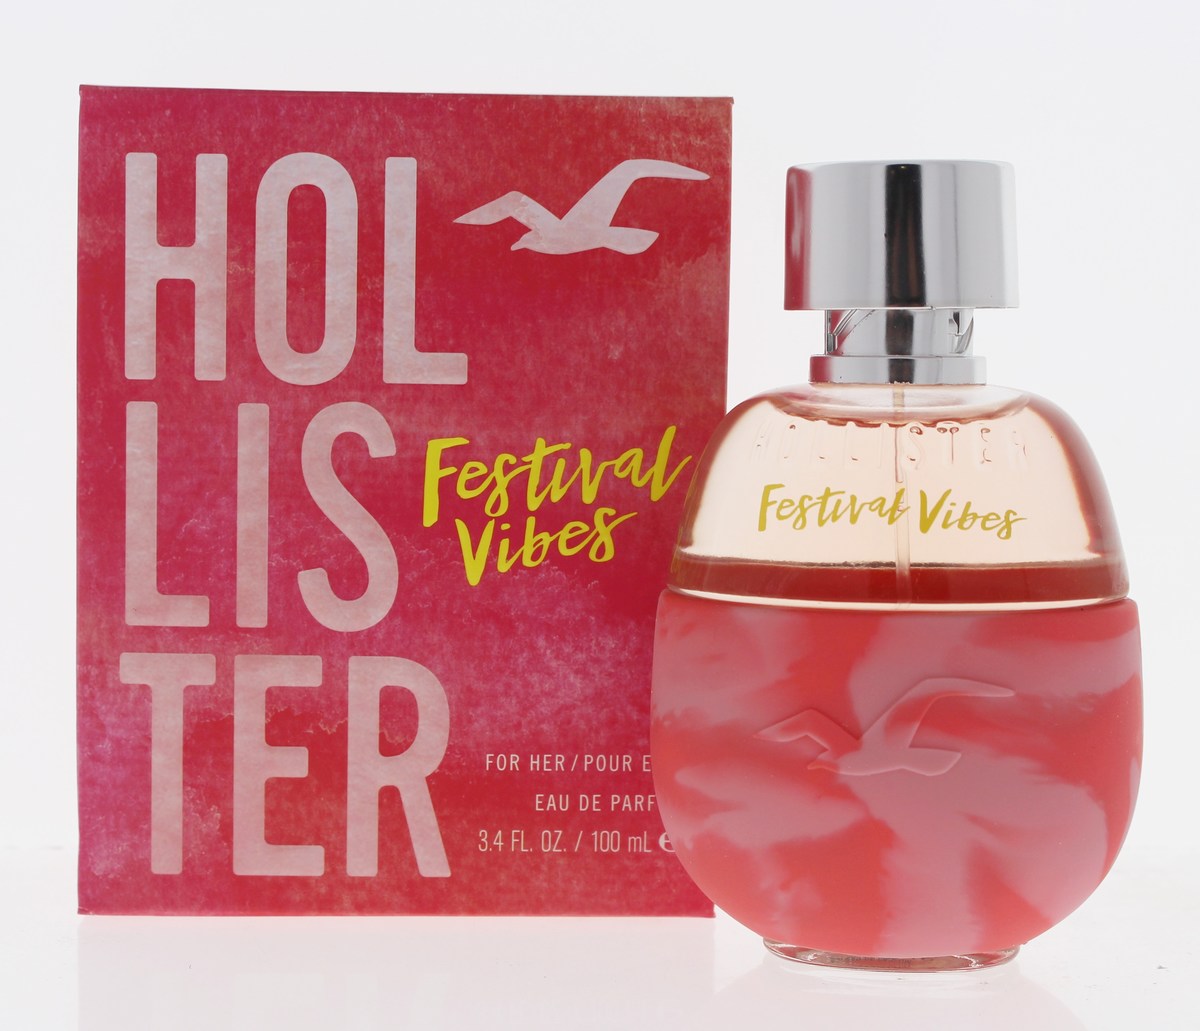 HOL
LIS
TER
Festival
Vibes
FOR HER / POUR
EAU DE
3.4 FL. OZ. / 100 mL e
HOLLISTER
Festival Vibes